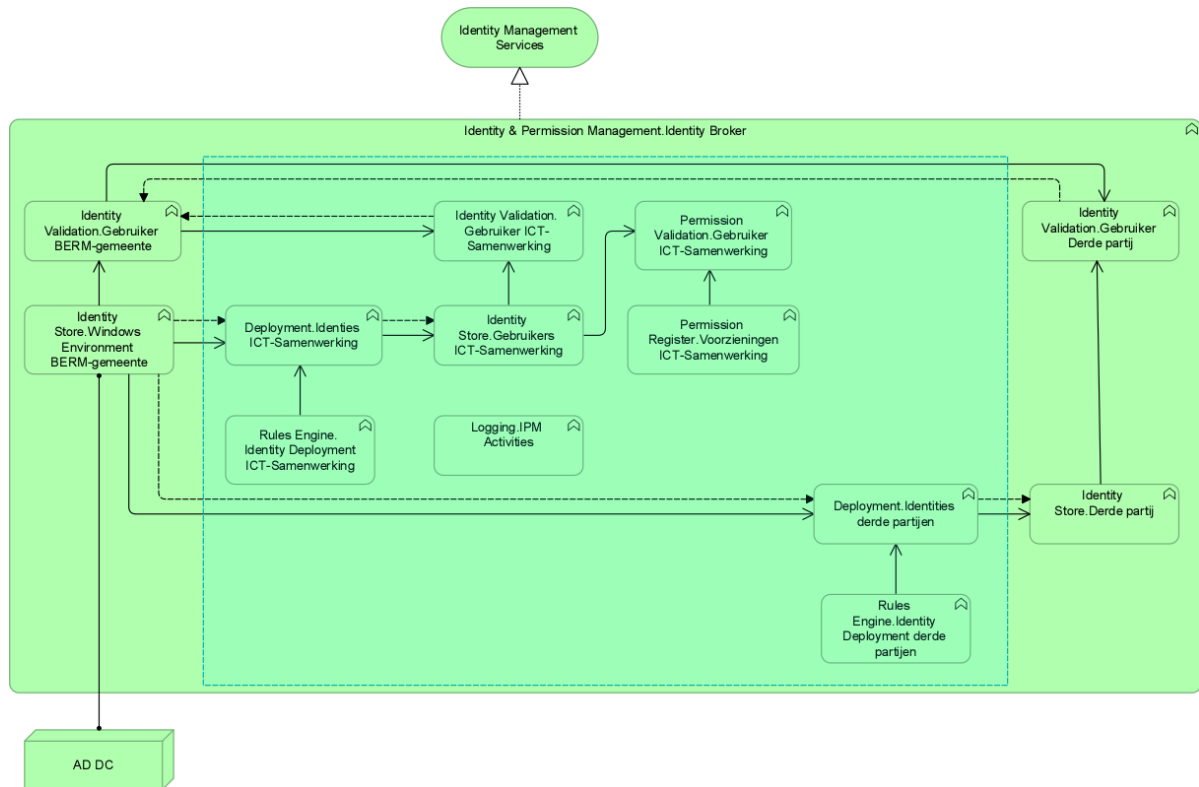 Identity Management
Services
Identity & Permission Management.Identity Broker
Identity
Validation.Gebruiker
BERM-gemeente
Identity Validation.
Gebruiker ICT-
Samenwerking
Permission
Validation.Gebruiker
ICT-Samenwerking
Identity
Validation.Gebruiker
Derde partij
Identity
Store.Windows
Environment
BERM-gemeente
Deployment.Identies
ICT-Samenwerking
Identity
Store.Gebruikers
ICT-Samenwerking
Permission
Register.Voorzieningen
ICT-Samenwerking
Rules Engine.
Identity Deployment
ICT-Samenwerking
Logging.IPM
Activities
Deployment.Identities
derde partijen
Identity
Store.Derde partij
Rules
Engine.Identity
Deployment derde
partijen
AD DC